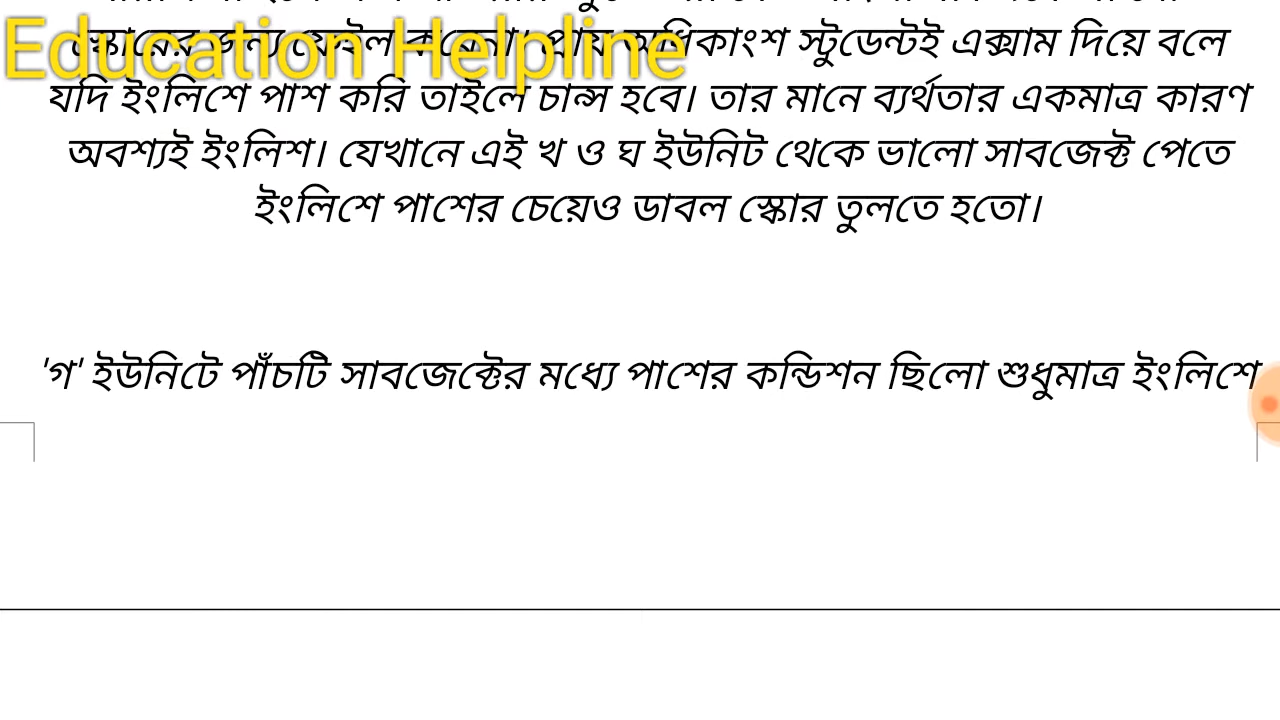 Education Helpline
প্রায় অধিকাংশ স্টুডেন্টই এক্সাম দিয়ে বলে
যদি ইংলিশে পাশ করি তাইলে চান্স হবে। তার মানে ব্যর্থতার একমাত্র কারণ
অবশ্যই ইংলিশ। যেখানে এই খ ও ঘ ইউনিট থেকে ভালো সাবজেক্ট পেতে
ইংলিশে পাশের চেয়েও ডাবল স্কোর তুলতে হতো।
'গ' ইউনিটে পাঁচটি সাবজেক্টের মধ্যে পাশের কন্ডিশন ছিলো শুধুমাত্র ইংলিশে